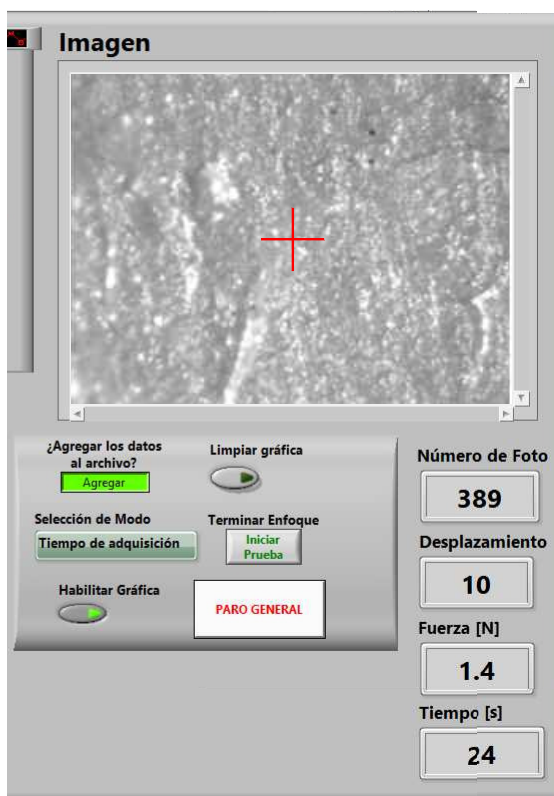 Imagen
¿Agregar los datos
al archivo?
Agregar
Limpiar gráfica
Selección de Modo
Tiempo de adquisición
Terminar Enfoque
Iniciar
Prueba
Habilitar Gráfica
PARO GENERAL
Número de Foto
389
Desplazamiento
10
Fuerza [N]
1.4
Tiempo [s]
24